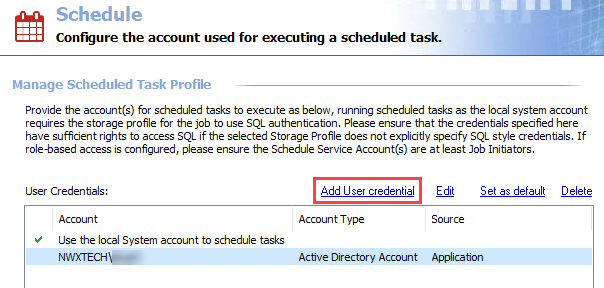 Schedule
Configure the account used for executing a scheduled task.
Manage Scheduled Task Profile
Provide the account(s) for scheduled tasks to execute as below, running scheduled tasks as the local system account
requires the storage profile for the job to use SQL authentication. Please ensure that the credentials specified here
have sufficient rights to access SQL if the selected Storage Profile does not explicitly specify SQL style credentials. If
role-based access is configured, please ensure the Schedule Service Account(s) are at least Job Initiators.
User Credentials: Add User credential Edit Set as default Delete
Account Account Type Source
Use the local System account to schedule tasks
NWXTECH\ Active Directory Account Application